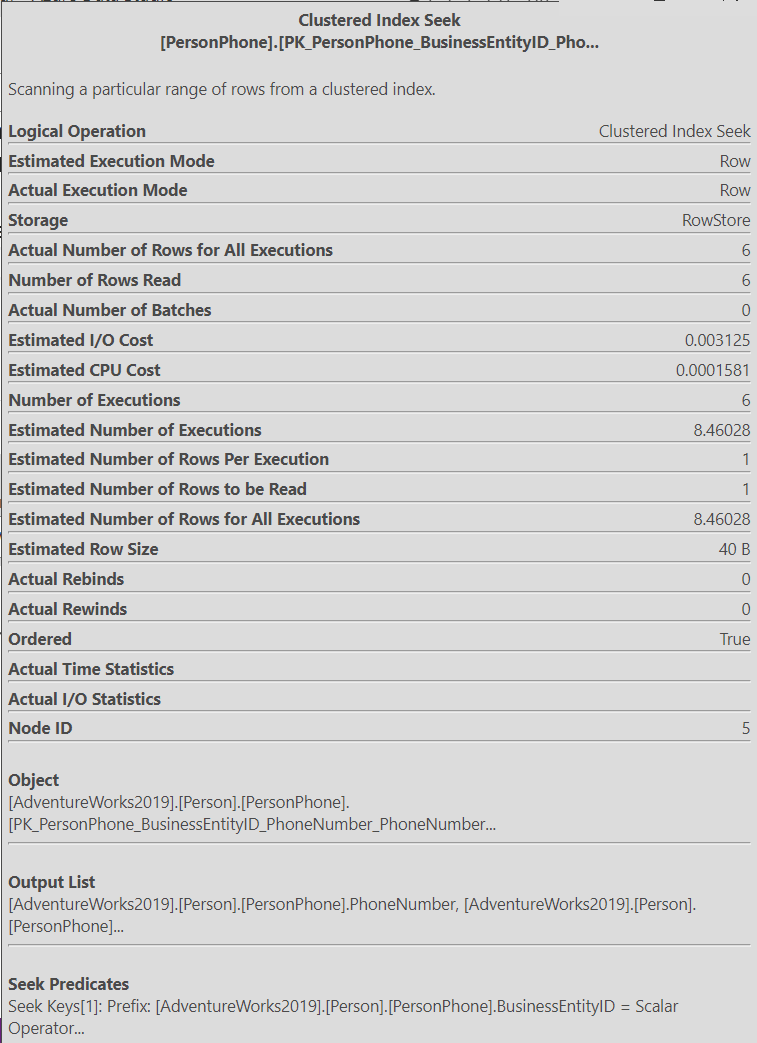 Clustered Index Seek
[PersonPhone].[PK_PersonPhone_BusinessEntityID_Pho...
Scanning a particular range of rows from a clustered index.
Logical Operation Clustered Index Seek
Estimated Execution Mode Row
Actual Execution Mode Row
Storage RowStore
Actual Number of Rows for All Executions 6
Number of Rows Read 6
Actual Number of Batches 0
Estimated I/O Cost 0.003125
Estimated CPU Cost 0.0001581
Number of Executions 6
Estimated Number of Executions 8.46028
Estimated Number of Rows Per Execution 1
Estimated Number of Rows to be Read 1
Estimated Number of Rows for All Executions 8.46028
Estimated Row Size 40 B
Actual Rebinds 0
Actual Rewinds 0
Ordered True
Actual Time Statistics
Actual I/O Statistics
Node ID 5
Object
[AdventureWorks2019].[Person].[PersonPhone].
[PK_PersonPhone_BusinessEntityID_PhoneNumber_PhoneNumber...
Output List
[AdventureWorks2019].[Person].[PersonPhone].PhoneNumber, [AdventureWorks2019].[Person].
[PersonPhone]...
Seek Predicates
Seek Keys[1]: Prefix: [AdventureWorks2019].[Person].[PersonPhone].BusinessEntityID = Scalar
Operator...